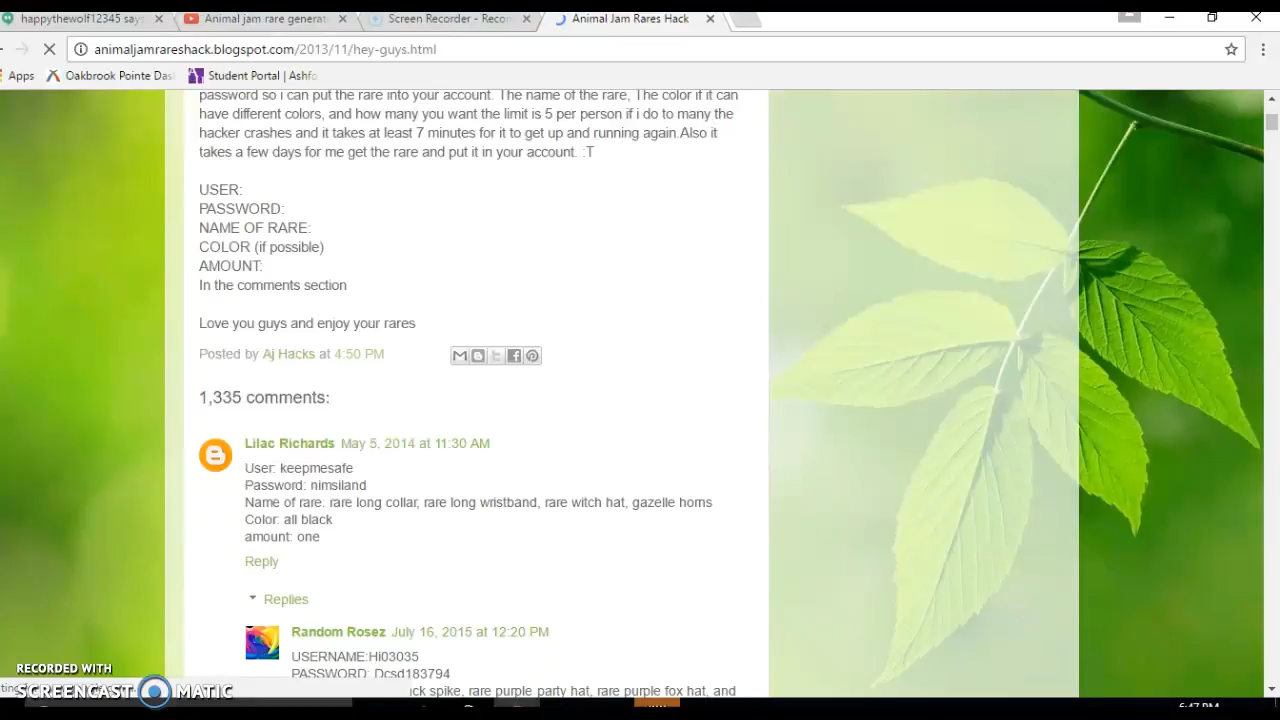 happythewolf12345 says
Animal jam rare generat
Screen Recorder - Recor
Animal Jam Rares Hack
animaljamrareshack.blogspot.com/2013/11/hey-guys.html
Apps Oakbrook Pointe Das Student Portal | Ashfo
password so i can put the rare into your account. The name of the rare, The color if it can
have different colors, and how many you want the limit is 5 per person if i do to many the
hacker crashes and it takes at least 7 minutes for it to get up and running again.Also it
takes a few days for me get the rare and put it in your account. :T
USER:
PASSWORD:
NAME OF RARE:
COLOR (if possible)
AMOUNT:
In the comments section
Love you guys and enjoy your rares
Posted by Aj Hacks at 4:50 PM
1,335 comments:
Lilac Richards May 5, 2014 at 11:30 AM
User: keepmesafe
Password: nimsiland
Name of rare. rare long collar, rare long wristband, rare witch hat, gazelle horns
Color: all black
amount: one
Reply
Replies
Random Rosez July 16, 2015 at 12:20 PM
USERNAME:Hi03035
PASSWORD: Dcsd183794
ck spike, rare purple party hat, rare purple fox hat, and
RECORDED WITH
SCREENCAST MATIC
6:47 PM